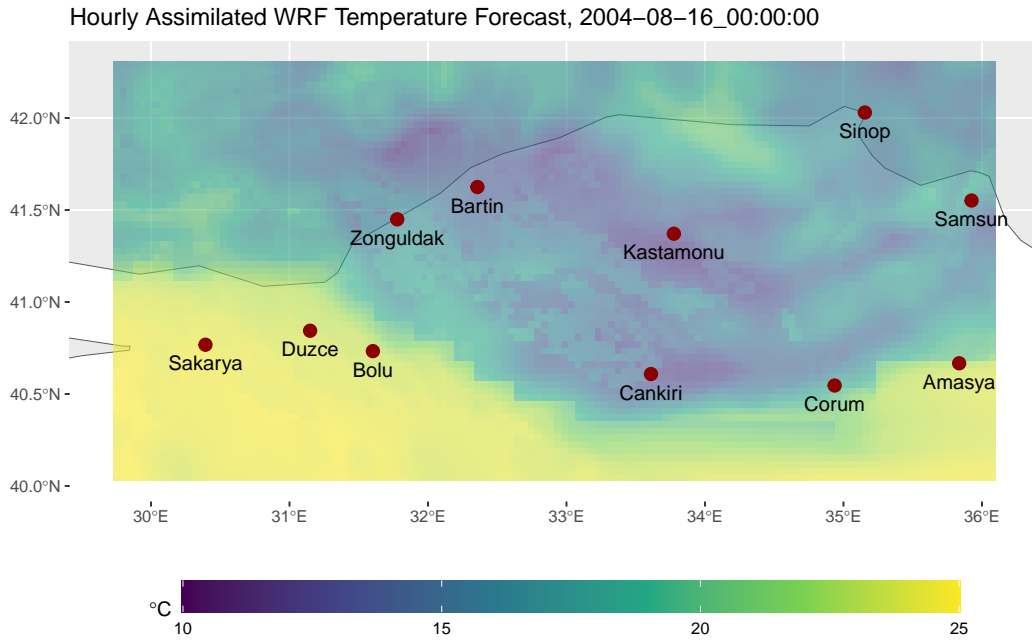 Hourly Assimilated WRF Temperature Forecast, 2004−08−16_00:00:00
42.0°N
Sinop
Bartin
41.5°N
Samsun
Zonguldak
Kastamonu
41.0°N
Duzce
Sakarya
Bolu
Amasya
40.5°N
Cankiri
Corum
40.0°N
30°E 31°E 32°E 33°E 34°E 35°E 36°E
°C
10 15 20 25